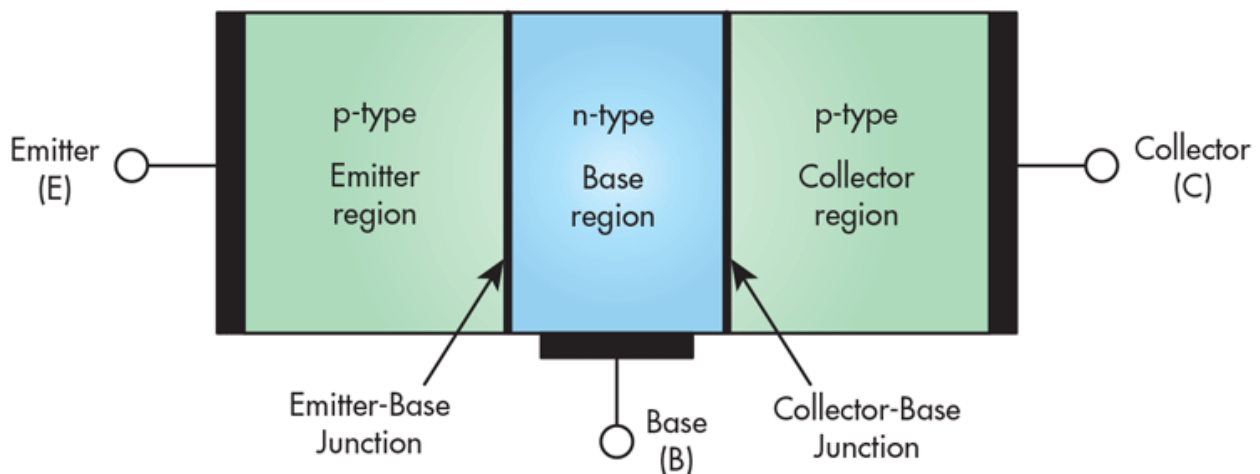 p-type
Emitter
region
n-type
Base
region
p-type
Collector
region
Emitter
(E)
Collector
(C)
Emitter-Base
Junction
Base
(B)
Collector-Base
Junction